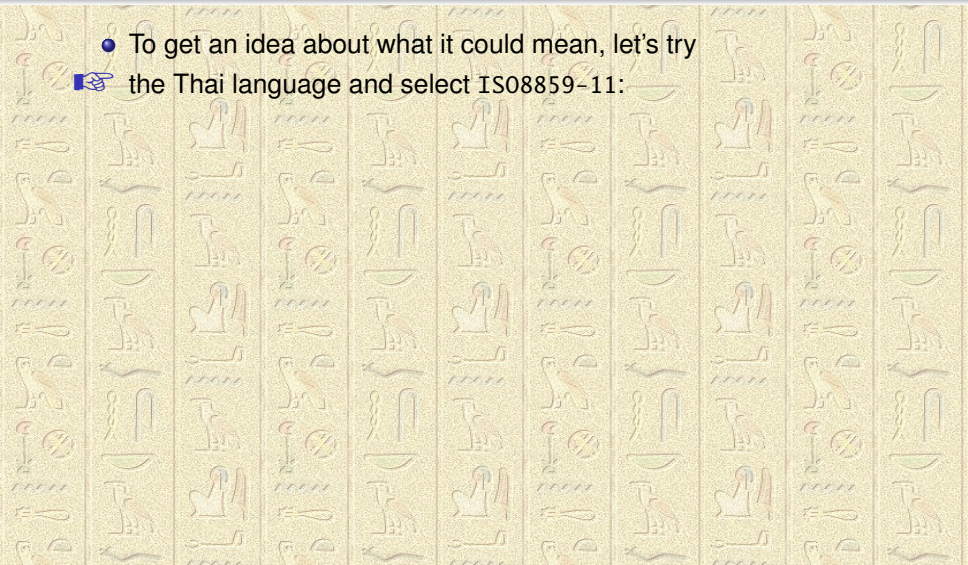 To get an idea about what it could mean, let's try
the Thai language and select ISO8859-11: